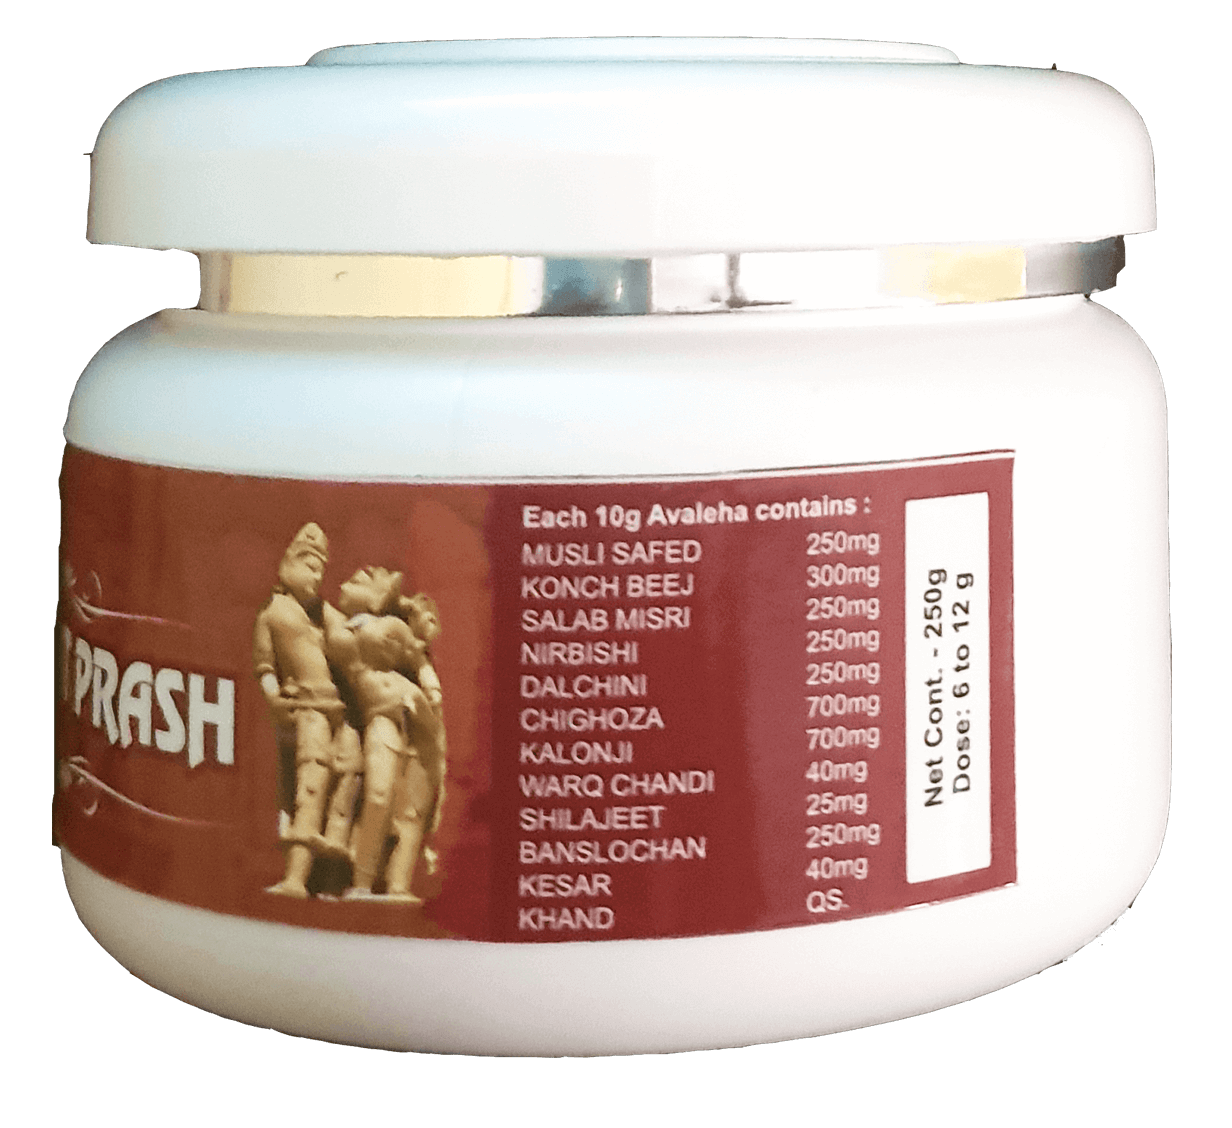 PRASH
Each 10g Avaleha contains :
MUSLI SAFED 250mg
KONCH BEEJ 300mg
SALAB MISRI 250mg
NIRBISHI 250mg
DALCHINI 250mg
CHIGHOZA 700mg
KALONJI 700mg
WARQ CHANDI 40mg
SHILAJEET 25mg
BANSLOCHAN 250mg
KESAR 40mg
KHAND QS.
Net Cont. - 250g
Dose: 6 to 12 g